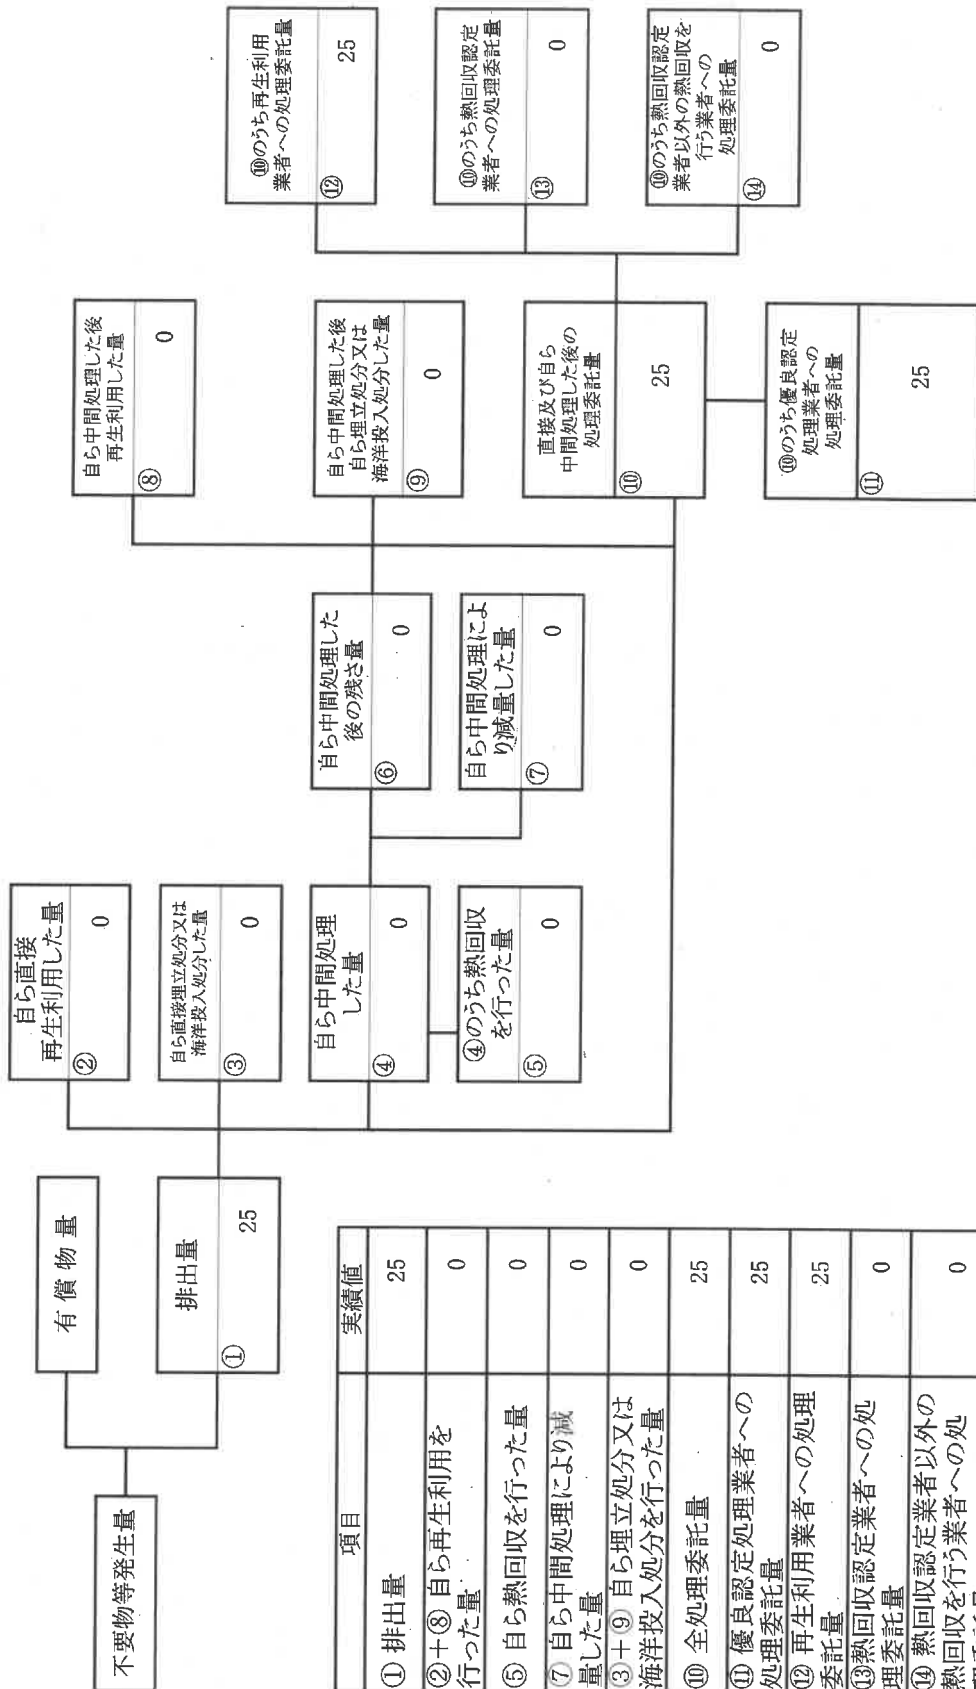 不要物等発生量
有償物量
排出量
① 25
自ら直接
再生利用した量
② 0
自ら直接埋立処分又は
海洋投入処分した量
③ 0
自ら中間処理
した量
④ 0
④のうち熱回収
を行った量
⑤ 0
自ら中間処理した
後の残さ量
⑥ 0
自ら中間処理によ
り減量した量
⑦ 0
自ら中間処理した後
再生利用した量
⑧ 0
自ら中間処理した後
自ら埋立処分又は
海洋投入処分した量
⑨ 0
直接及び自ら
中間処理した後の
処理委託量
⑩ 25
⑩のうち優良認定
処理業者への
処理委託量
⑪ 25
⑩のうち再生利用
業者への処理委託量
⑫ 25
⑩のうち熱回収認定
業者への処理委託量
⑬ 0
⑩のうち熱回収認定
業者以外の熱回収を
行う業者への
処理委託量
⑭ 0
項目 実績値
① 排出量 25
②+⑧ 自ら再生利用を
行った量 0
⑤ 自ら熱回収を行った量 0
⑦ 自ら中間処理により減
量した量 0
③+⑨ 自ら埋立処分又は
海洋投入処分を行った量 0
⑩ 全処理委託量 25
⑪ 優良認定処理業者への
処理委託量 25
⑫ 再生利用業者への処理
委託量 25
⑬熱回収認定業者への処
理委託量 0
⑭ 熱回収認定業者以外の
熱回収を行う業者への処 0